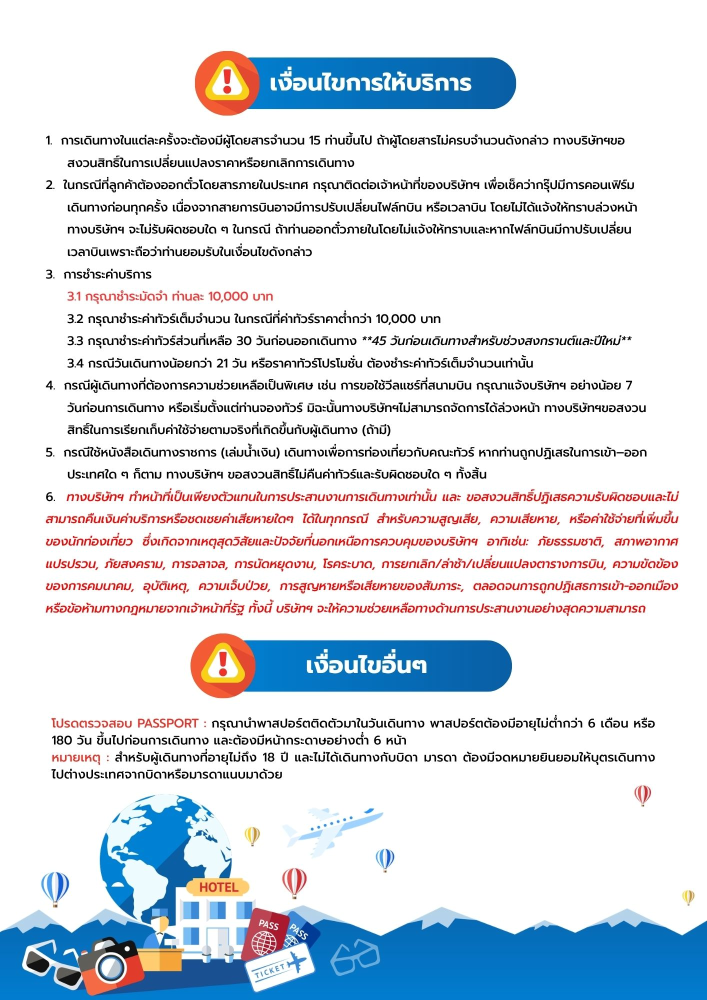 เงื่อนไขการให้บริการ
1. การเดินทางในแต่ละครั้งจะต้องมีผู้โดยสารจำนวน 15 ท่านขึ้นไป ถ้าผู้โดยสารไม่ครบจำนวนดังกล่าว ทางบริษัทฯขอ
สงวนสิทธิ์ในการเปลี่ยนแปลงราคาหรือยกเลิกการเดินทาง
2. ในกรณีที่ลูกค้าต้องออกตั๋วโดยสารภายในประเทศ กรุณาติดต่อเจ้าหน้าที่ของบริษัทฯ เพื่อเช็คว่ากรุ๊ปมีการคอนเฟิร์ม
เดินทางก่อนทุกครั้ง เนื่องจากสายการบินอาจมีการปรับเปลี่ยนไฟล์ทบิน หรือเวลาบิน โดยไม่ได้แจ้งให้ทราบล่วงหน้า
ทางบริษัทฯ จะไม่รับผิดชอบใด ๆ ในกรณี ถ้าท่านออกตั๋วภายในโดยไม่แจ้งให้ทราบและหากไฟล์ทบินมีกาปรับเปลี่ยน
เวลาบินเพราะถือว่าท่านยอมรับในเงื่อนไขดังกล่าว
3. การชำระค่าบริการ
3.1 กรุณาชำระมัดจำ ท่านละ 10,000 บาท
3.2 กรุณาชำระค่าทัวร์เต็มจำนวน ในกรณีที่ค่าทัวร์ราคาต่ำกว่า 10,000 บาท
3.3 กรุณาชำระค่าทัวร์ส่วนที่เหลือ 30 วันก่อนออกเดินทาง **45 วันก่อนเดินทางสำหรับช่วงสงกรานต์และปีใหม่**
3.4 กรณีวันเดินทางน้อยกว่า 21 วัน หรือราคาทัวร์โปรโมชั่น ต้องชำระค่าทัวร์เต็มจำนวนเท่านั้น
4. กรณีผู้เดินทางที่ต้องการความช่วยเหลือเป็นพิเศษ เช่น การขอใช้วีลแชร์ที่สนามบิน กรุณาแจ้งบริษัทฯ อย่างน้อย 7
วันก่อนการเดินทาง หรือเริ่มตั้งแต่ท่านจองทัวร์ มิฉะนั้นทางบริษัทฯไม่สามารถจัดการได้ล่วงหน้า ทางบริษัทฯขอสงวน
สิทธิ์ในการเรียกเก็บค่าใช้จ่ายตามจริงที่เกิดขึ้นกับผู้เดินทาง (ถ้ามี)
5. กรณีใช้หนังสือเดินทางราชการ (เล่มน้ำเงิน) เดินทางเพื่อการท่องเที่ยวกับคณะทัวร์ หากท่านถูกปฏิเสธในการเข้า–ออก
ประเทศใด ๆ ก็ตาม ทางบริษัทฯ ขอสงวนสิทธิ์ไม่คืนค่าทัวร์และรับผิดชอบใด ๆ ทั้งสิ้น
6. ทางบริษัทฯ ทำหน้าที่เป็นเพียงตัวแทนในการประสานงานการเดินทางเท่านั้น และ ขอสงวนสิทธิ์ปฏิเสธความรับผิดชอบและไม่
สามารถคืนเงินค่าบริการหรือชดเชยค่าเสียหายใดๆ ได้ในทุกกรณี สำหรับความสูญเสีย, ความเสียหาย, หรือค่าใช้จ่ายที่เพิ่มขึ้น
ของนักท่องเที่ยว ซึ่งเกิดจากเหตุสุดวิสัยและปัจจัยที่นอกเหนือการควบคุมของบริษัทฯ อาทิเช่น: ภัยธรรมชาติ, สภาพอากาศ
แปรปรวน, ภัยสงคราม, การจลาจล, การนัดหยุดงาน, โรคระบาด, การยกเลิก/ล่าช้า/เปลี่ยนแปลงตารางการบิน, ความขัดข้อง
ของการคมนาคม, อุบัติเหตุ, ความเจ็บป่วย, การสูญหายหรือเสียหายของสัมภาระ, ตลอดจนการถูกปฏิเสธการเข้า-ออกเมือง
หรือข้อห้ามทางกฎหมายจากเจ้าหน้าที่รัฐ ทั้งนี้ บริษัทฯ จะให้ความช่วยเหลือทางด้านการประสานงานอย่างสุดความสามารถ
เงื่อนไขอื่นๆ
โปรดตรวจสอบ PASSPORT : กรุณานำพาสปอร์ตติดตัวมาในวันเดินทาง พาสปอร์ตต้องมีอายุไม่ต่ำกว่า 6 เดือน หรือ
180 วัน ขึ้นไปก่อนการเดินทาง และต้องมีหน้ากระดาษอย่างต่ำ 6 หน้า
หมายเหตุ : สำหรับผู้เดินทางที่อายุไม่ถึง 18 ปี และไม่ได้เดินทางกับบิดา มารดา ต้องมีจดหมายยินยอมให้บุตรเดินทาง
ไปต่างประเทศจากบิดาหรือมารดาแนบมาด้วย
HOTEL
PASS
PASS
TICKET